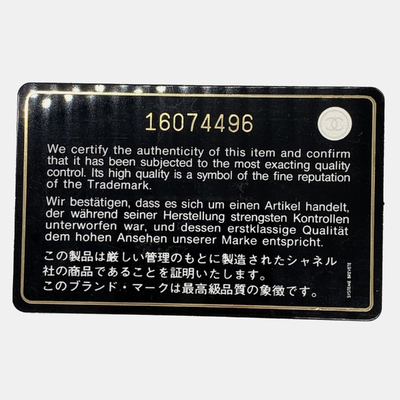 16074496
We certify the authenticity of this item and confirm
that it has been subjected to the most exacting quality
control. Its high quality is a symbol of the fine reputation
of the Trademark.
Wir bestätigen, dass es sich um einen Artikel handelt,
der während seiner Herstellung strengsten Kontrollen
unterworfen war, und dessen erstklassige Qualität
dem hohen Ansehen unserer Marke entspricht.
この製品は厳しい管理のもとに製造されたシャネル
社の商品であることを証明いたします。
このブランド・マークは最高級品質の象徴です。